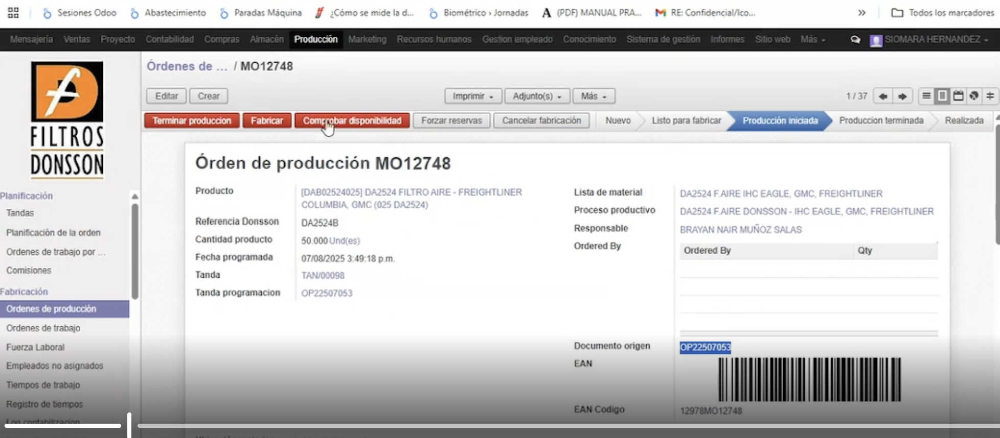 Sesiones Odoo Abastecimiento Paradas Máquina ¿Cómo se mide la d... Biométrico › Jornadas A (PDF) MANUAL PRA... RE: Confidencial/Ico... » Todos los marcadores
Mensajería Ventas Proyecto Contabilidad Compras Almacén Producción Marketing Recursos humanos Gestion empleado Conocimiento Sistema de gestión Informes Sitio web Más SIOMARA HERNANDEZ
FILTROS
DONSSON
Órdenes de ... / MO12748
Editar Crear Imprimir Adjunto(s) Más 1 / 37
Terminar produccion Fabricar Comprobar disponibilidad Forzar reservas Cancelar fabricación Nuevo Listo para fabricar Producción iniciada Produccion terminada Realizada
Planificación
Tandas
Planificación de la orden
Ordenes de trabajo por ...
Comisiones
Fabricación
Ordenes de producción
Ordenes de trabajo
Fuerza Laboral
Empleados no asignados
Tiempos de trabajo
Registro de tiempos
Log contabilizacion
Órden de producción MO12748
Producto [DAB02524025] DA2524 FILTRO AIRE - FREIGHTLINER
COLUMBIA, GMC (025 DA2524)
Referencia Donsson DA2524B
Cantidad producto 50.000 Und(es)
Fecha programada 07/08/2025 3:49:18 p.m.
Tanda TAN/00098
Tanda programacion OP22507053
Lista de material DA2524 F.AIRE IHC EAGLE, GMC, FREIGHTLINER
Proceso productivo DA2524 F.AIRE DONSSON - IHC EAGLE, GMC, FREIGHTLINER
Responsable BRAYAN NAIR MUÑOZ SALAS
Ordered By
Ordered By Qty
Documento origen OP22507053
EAN
EAN Codigo 12978MO12748